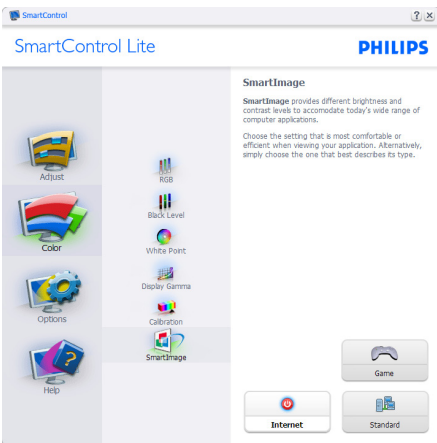 SmartControl
SmartControl Lite
PHILIPS
Adjust
Color
Options
Help
RGB
Black Level
White Point
Display Gamma
Calibration
SmartImage
SmartImage
SmartImage provides different brightness and
contrast levels to accomodate today's wide range of
computer applications.
Choose the setting that is most comfortable or
efficient when viewing your application. Alternatively,
simply choose the one that best describes its type.
Game
Internet
Standard